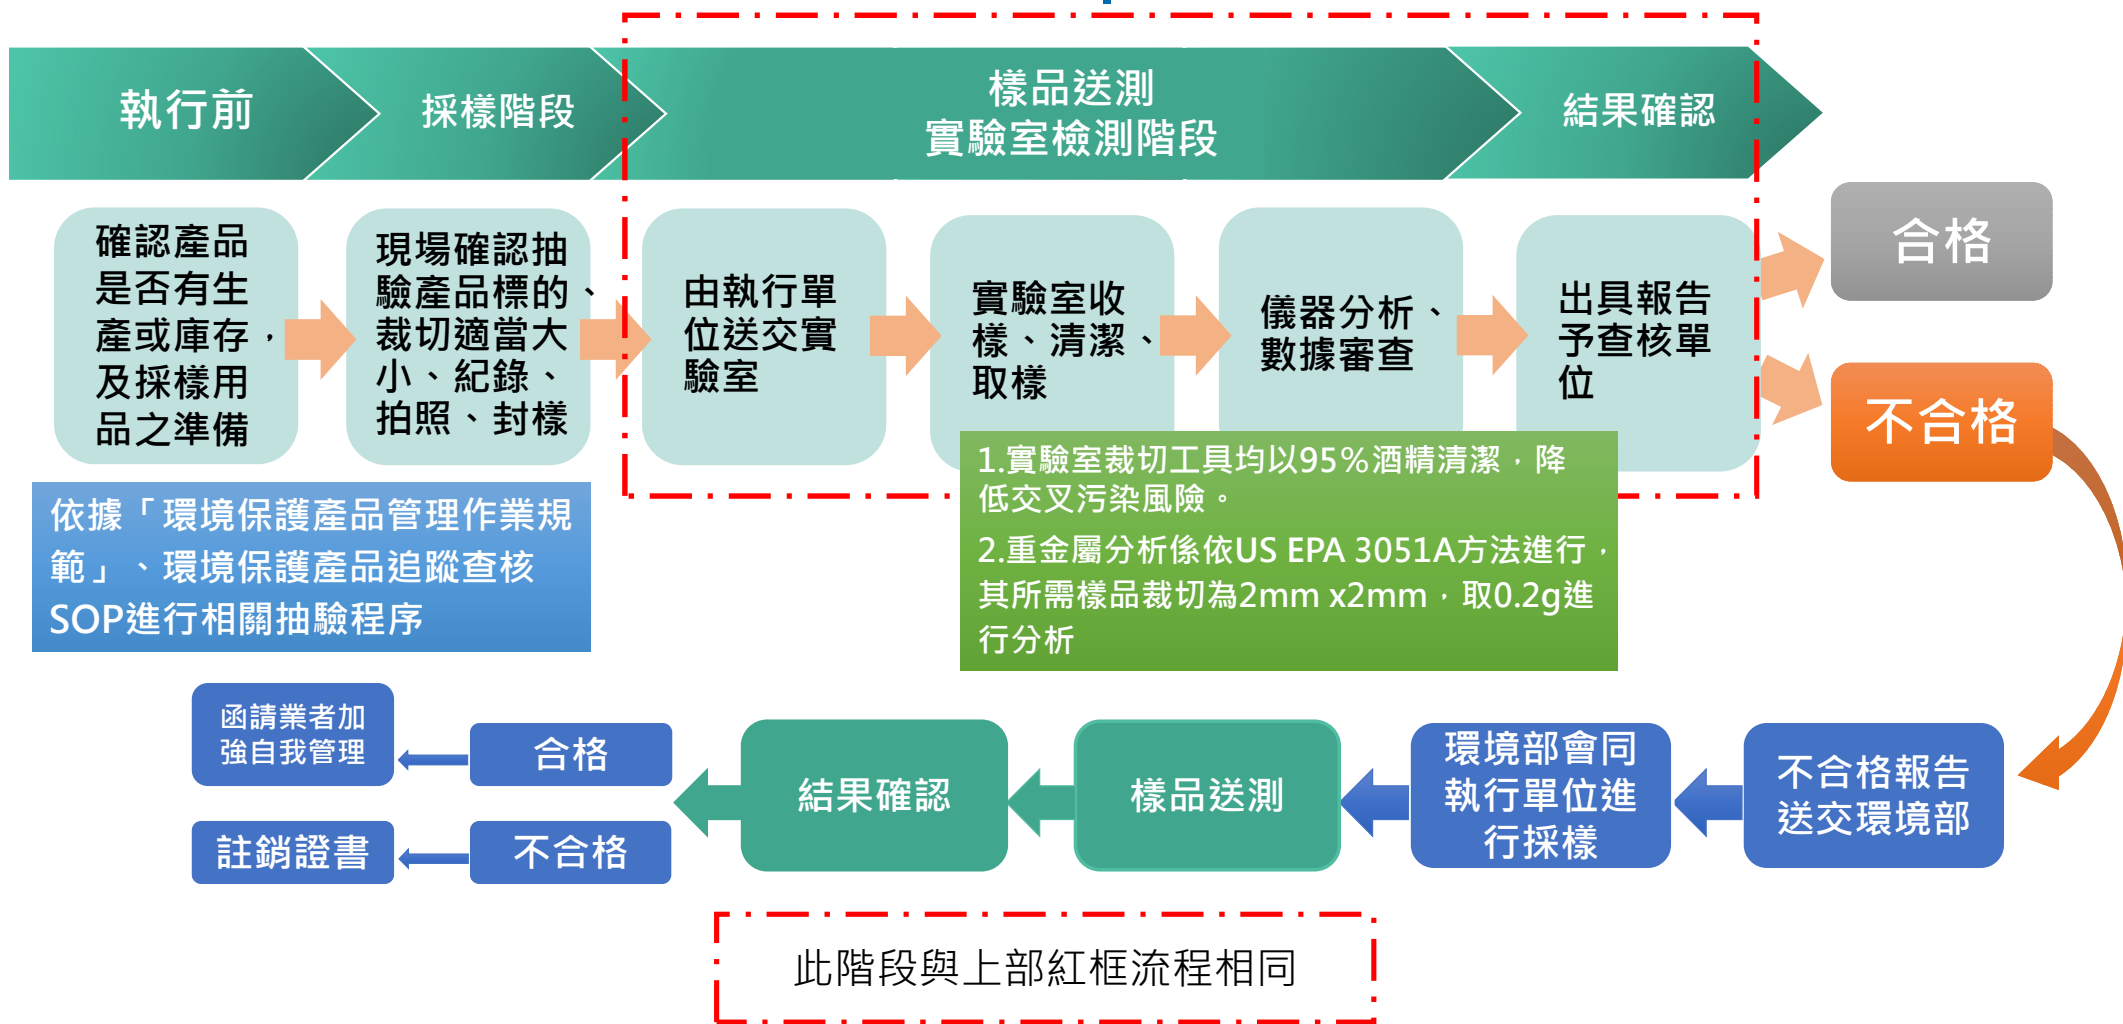 執行前
採樣階段
樣品送測
實驗室檢測階段
結果確認
確認產品
是否有生
產或庫存，
及採樣用
品之準備
現場確認抽
驗產品標的、
裁切適當大
小、紀錄、
拍照、封樣
由執行單
位送交實
驗室
實驗室收
樣、清潔、
取樣
儀器分析、
數據審查
出具報告
予查核單
位
合格
不合格
依據「環境保護產品管理作業規
範」、環境保護產品追蹤查核
SOP進行相關抽驗程序
1.實驗室裁切工具均以95%酒精清潔，降
低交叉污染風險。
2.重金屬分析係依US EPA 3051A方法進行，
其所需樣品裁切為2mm x2mm，取0.2g進
行分析
函請業者加
強自我管理
合格
註銷證書
不合格
結果確認
樣品送測
環境部會同
執行單位進
行採樣
不合格報告
送交環境部
此階段與上部紅框流程相同